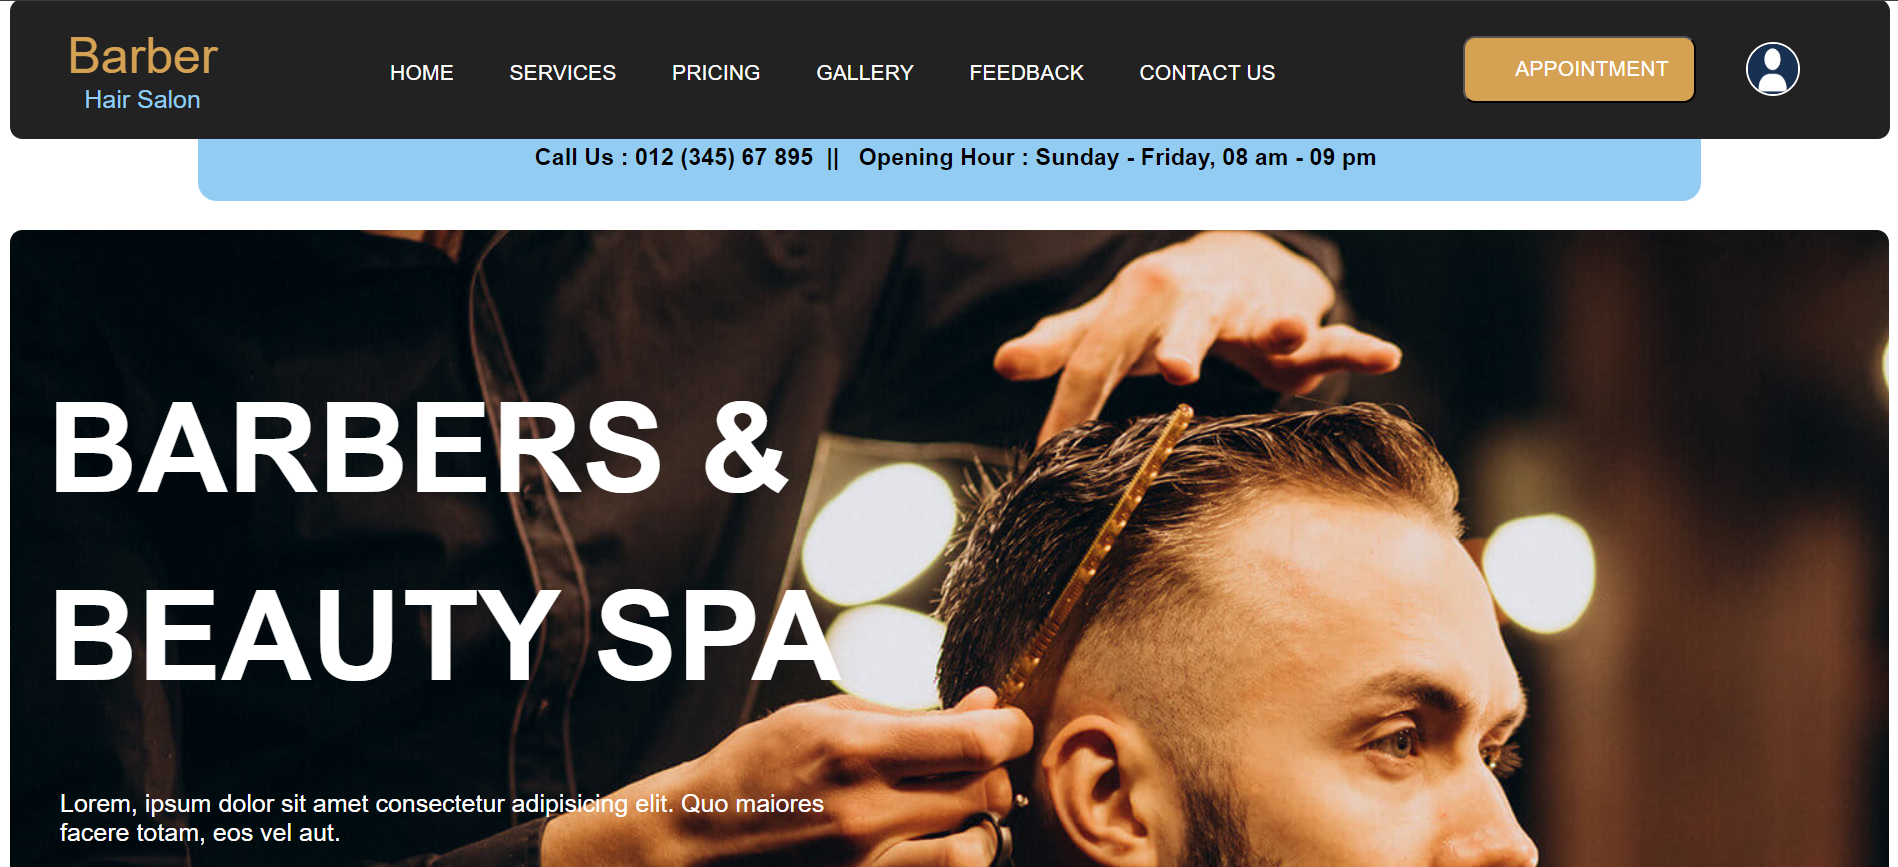 Barber
Hair Salon
HOME SERVICES PRICING GALLERY FEEDBACK CONTACT US
APPOINTMENT
Call Us : 012 (345) 67 895 || Opening Hour : Sunday - Friday, 08 am - 09 pm
BARBERS &
BEAUTY SPA
Lorem, ipsum dolor sit amet consectetur adipisicing elit. Quo maiores
facere totam, eos vel aut.